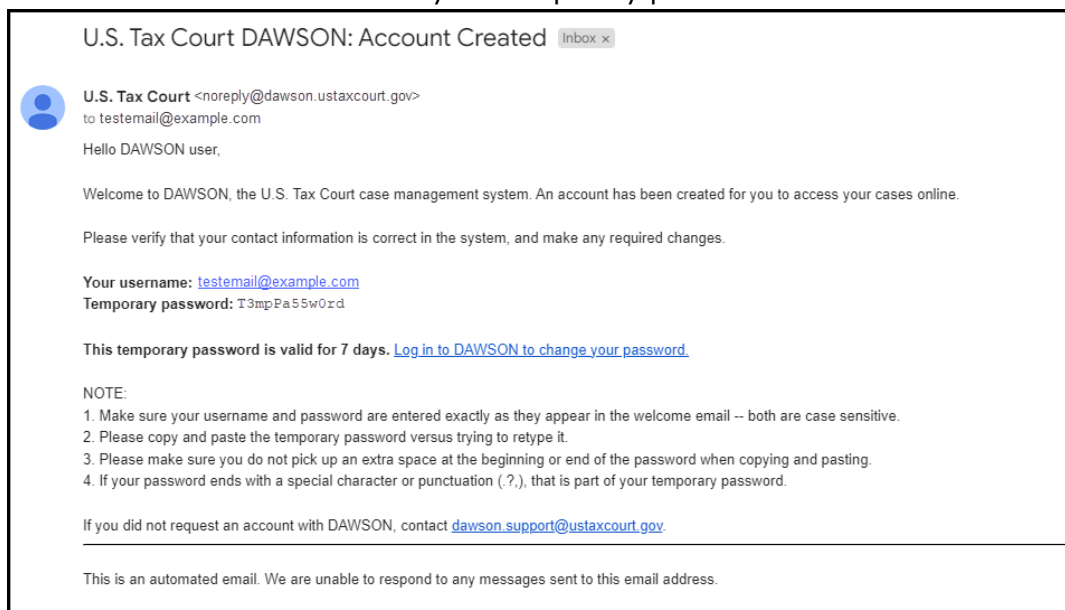 U.S. Tax Court DAWSON: Account Created Inbox x
U.S. Tax Court <noreply@dawson.ustaxcourt.gov>
to testemail@example.com
Hello DAWSON user,
Welcome to DAWSON, the U.S. Tax Court case management system. An account has been created for you to access your cases online.
Please verify that your contact information is correct in the system, and make any required changes.
Your username: testemail@example.com
Temporary password: T3mpPa55w0rd
This temporary password is valid for 7 days. Log in to DAWSON to change your password.
NOTE:
1. Make sure your username and password are entered exactly as they appear in the welcome email -- both are case sensitive.
2. Please copy and paste the temporary password versus trying to retype it.
3. Please make sure you do not pick up an extra space at the beginning or end of the password when copying and pasting.
4. If your password ends with a special character or punctuation (.?,), that is part of your temporary password.
If you did not request an account with DAWSON, contact dawson.support@ustaxcourt.gov.
This is an automated email. We are unable to respond to any messages sent to this email address.